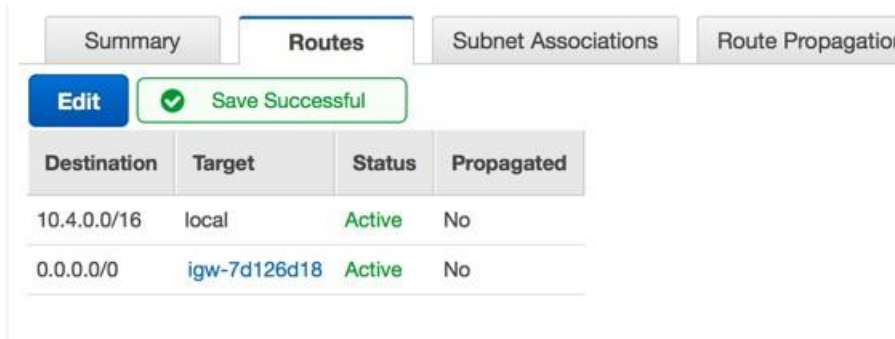 Summary Routes Subnet Associations Route Propagation
Edit Save Successful
Destination Target Status Propagated
10.4.0.0/16 local Active No
0.0.0.0/0 igw-7d126d18 Active No